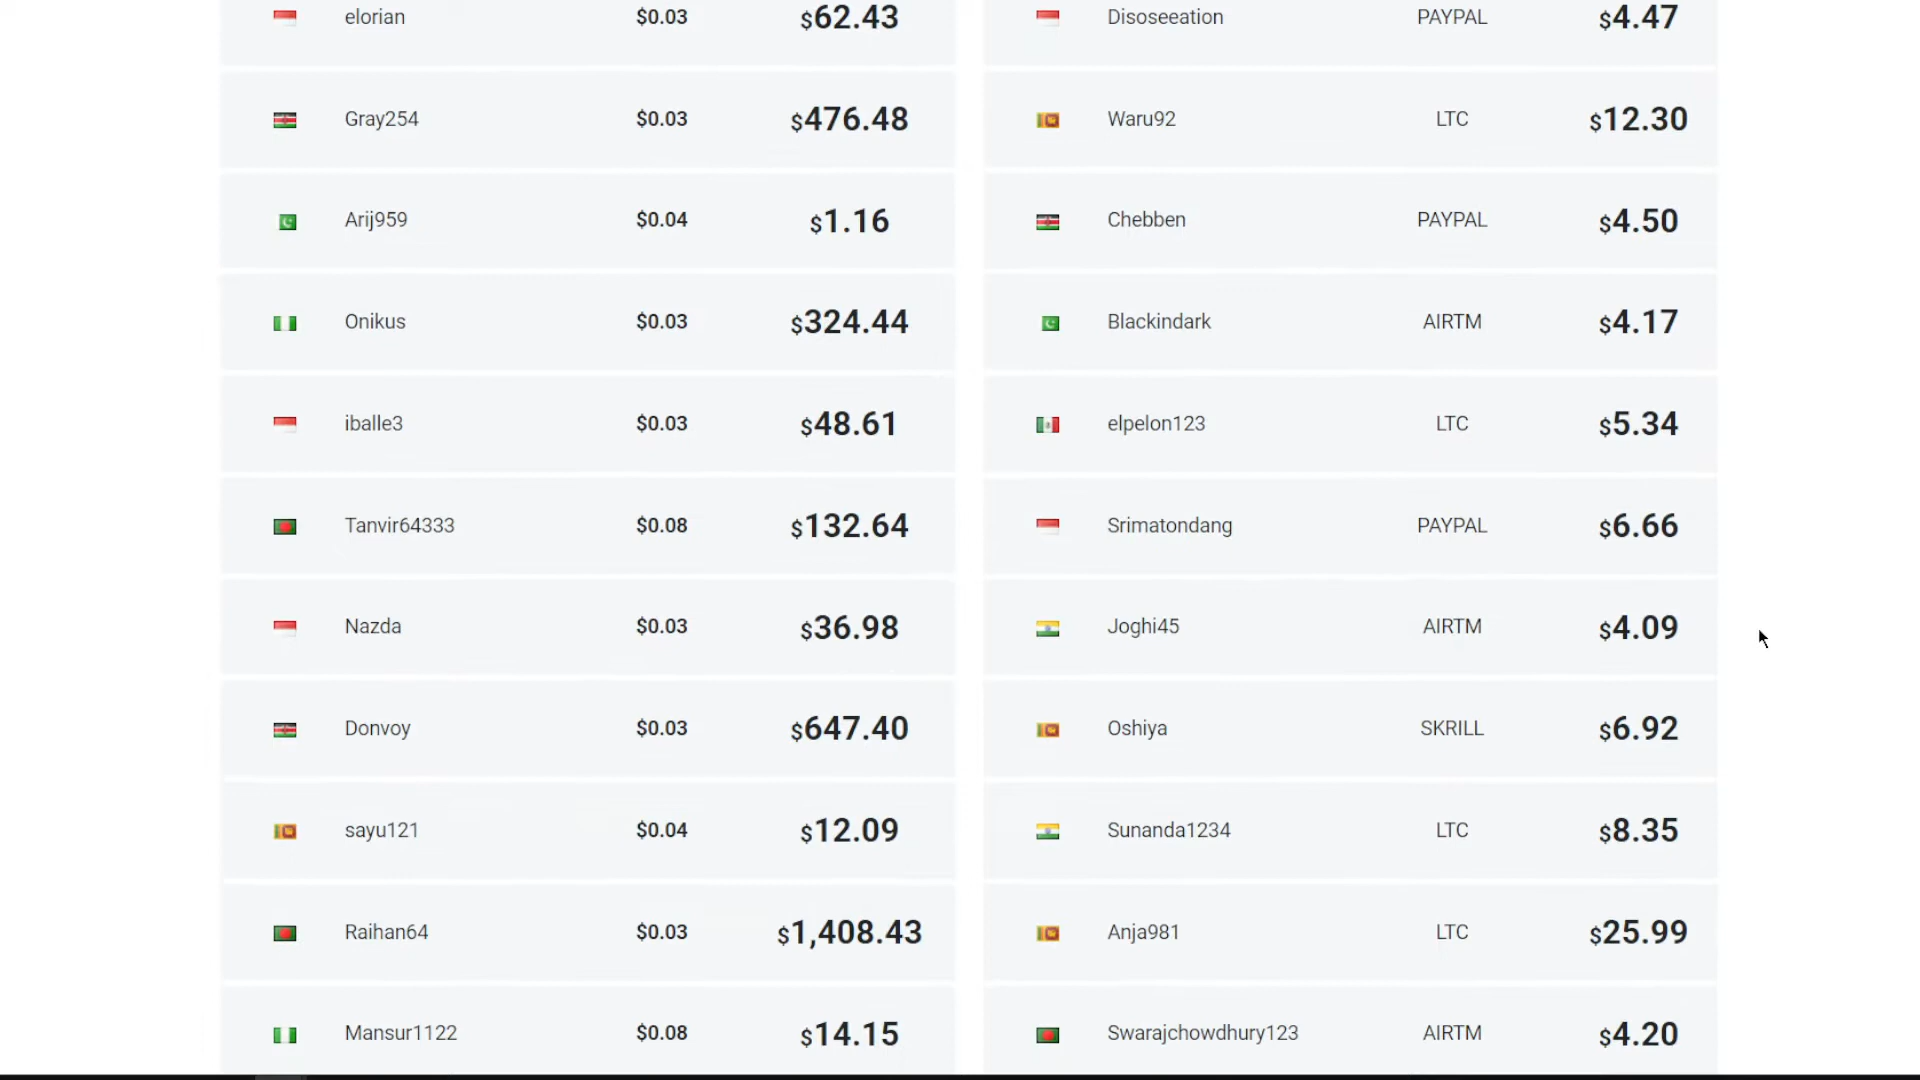 elorian $0.03 $62.43 Disoseeation PAYPAL $4.47
Gray254 $0.03 $476.48 Waru92 LTC $12.30
Arij959 $0.04 $1.16 Chebben PAYPAL $4.50
Onikus $0.03 $324.44 Blackindark AIRTM $4.17
iballe3 $0.03 $48.61 elpelon123 LTC $5.34
Tanvir64333 $0.08 $132.64 Srimatondang PAYPAL $6.66
Nazda $0.03 $36.98 Joghi45 AIRTM $4.09
Donvoy $0.03 $647.40 Oshiya SKRILL $6.92
sayu121 $0.04 $12.09 Sunanda1234 LTC $8.35
Raihan64 $0.03 $1,408.43 Anja981 LTC $25.99
Mansur1122 $0.08 $14.15 Swarajchowdhury123 AIRTM $4.20